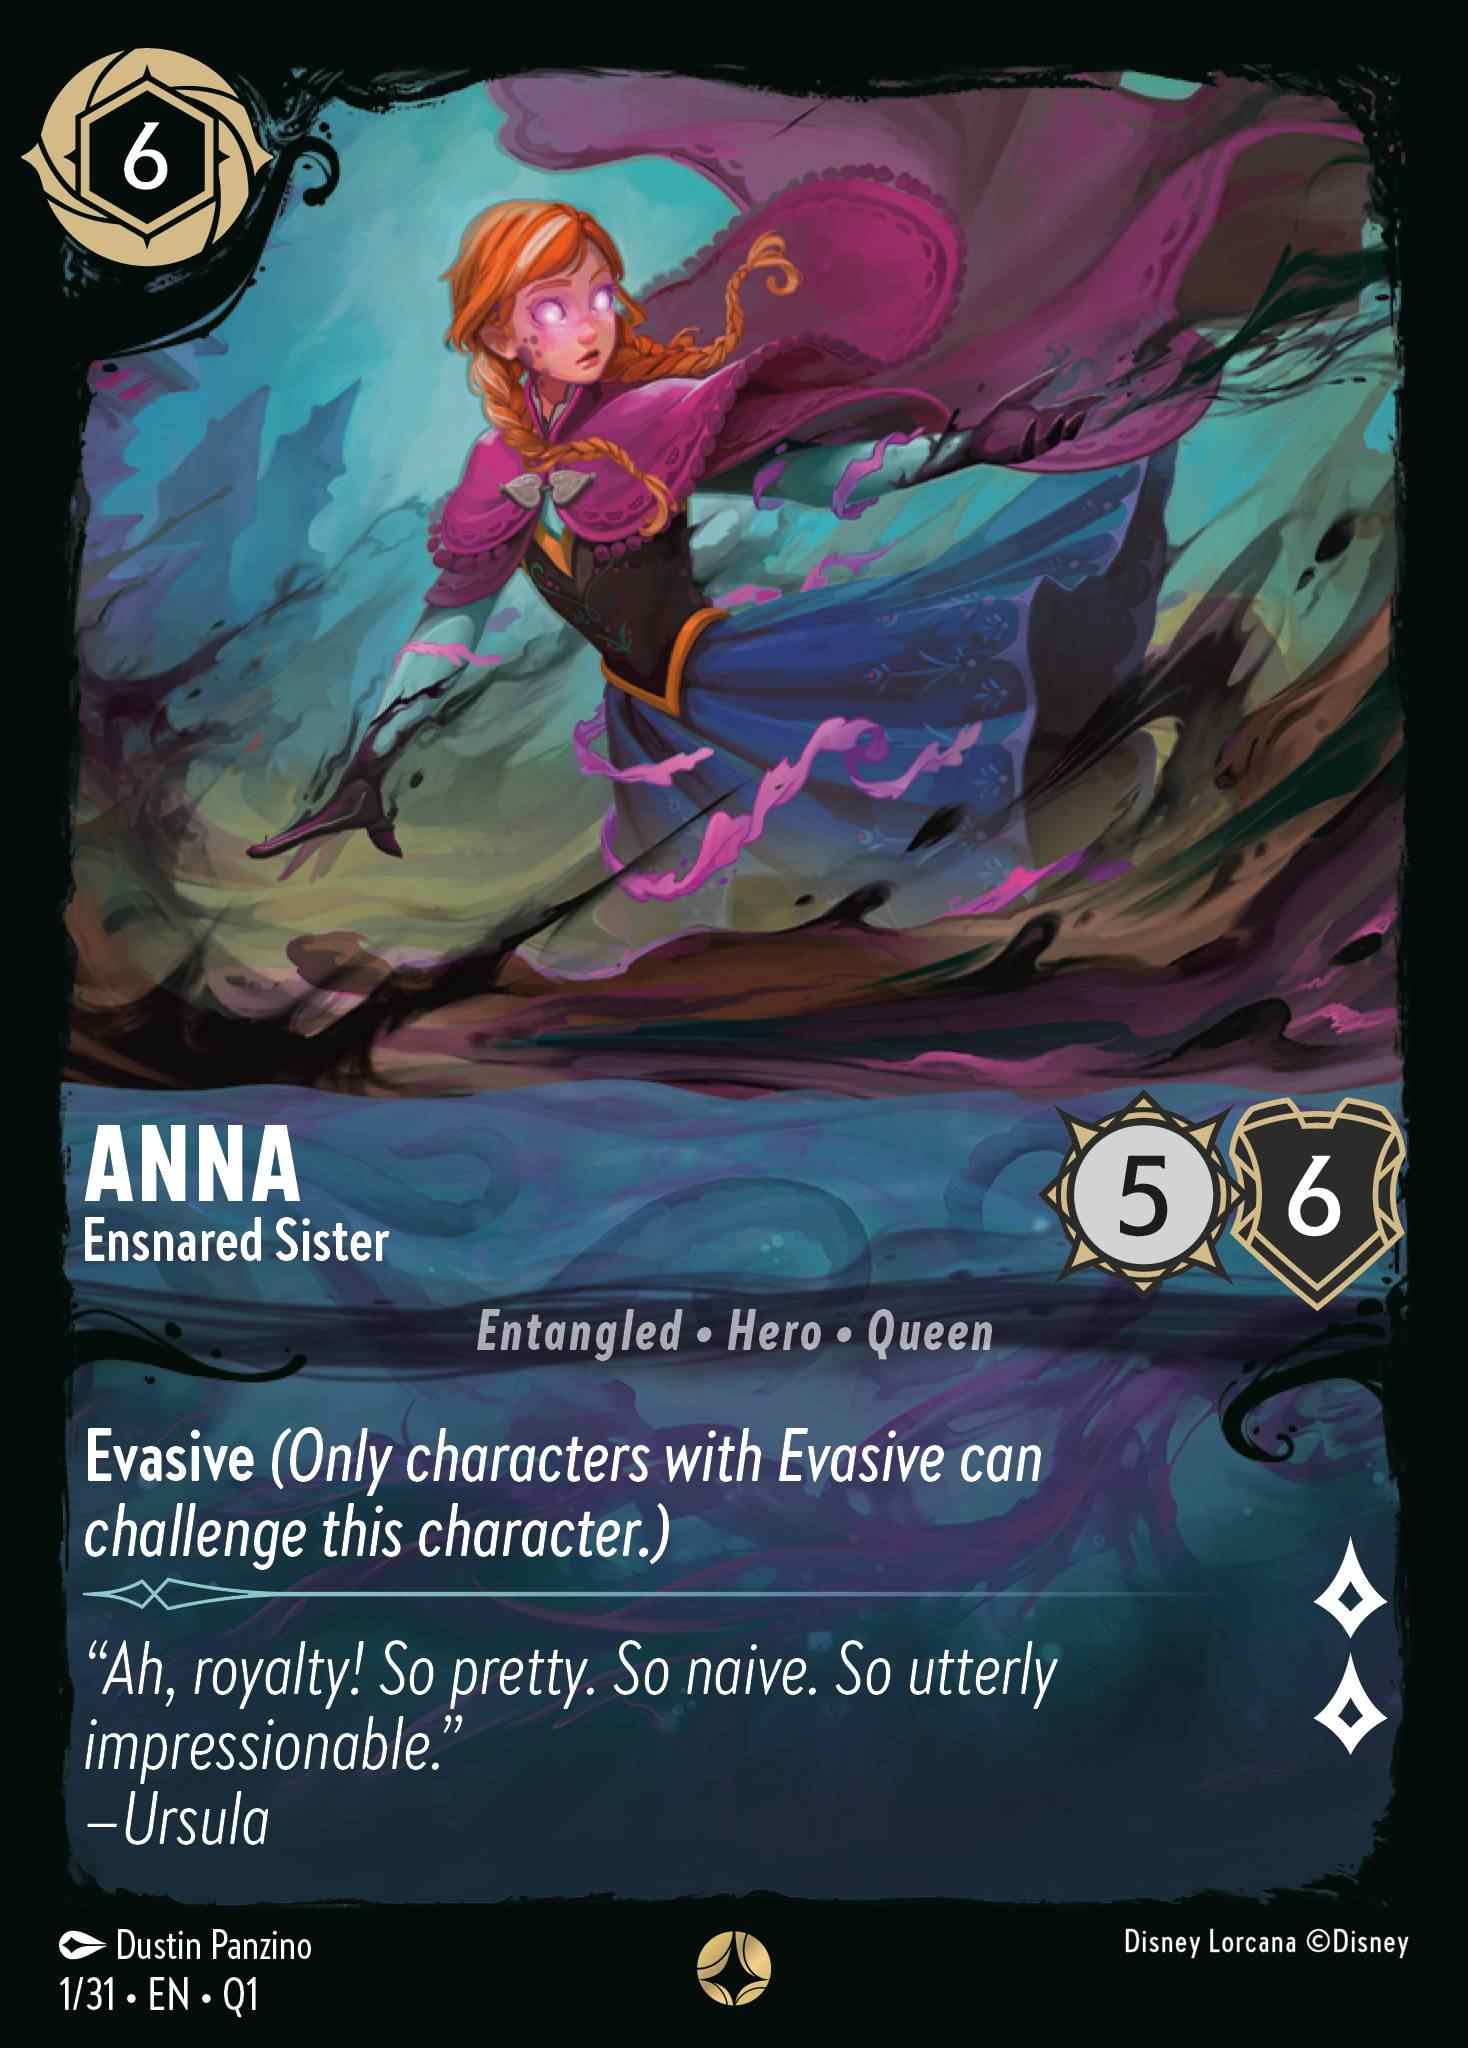 6
ANNA
Ensnared Sister
5 6
Entangled • Hero • Queen
Evasive (Only characters with Evasive can
challenge this character.)
“Ah, royalty! So pretty. So naive. So utterly
impressionable.”
–Ursula
Dustin Panzino
1/31 • EN • Q1
Disney Lorcana ©Disney